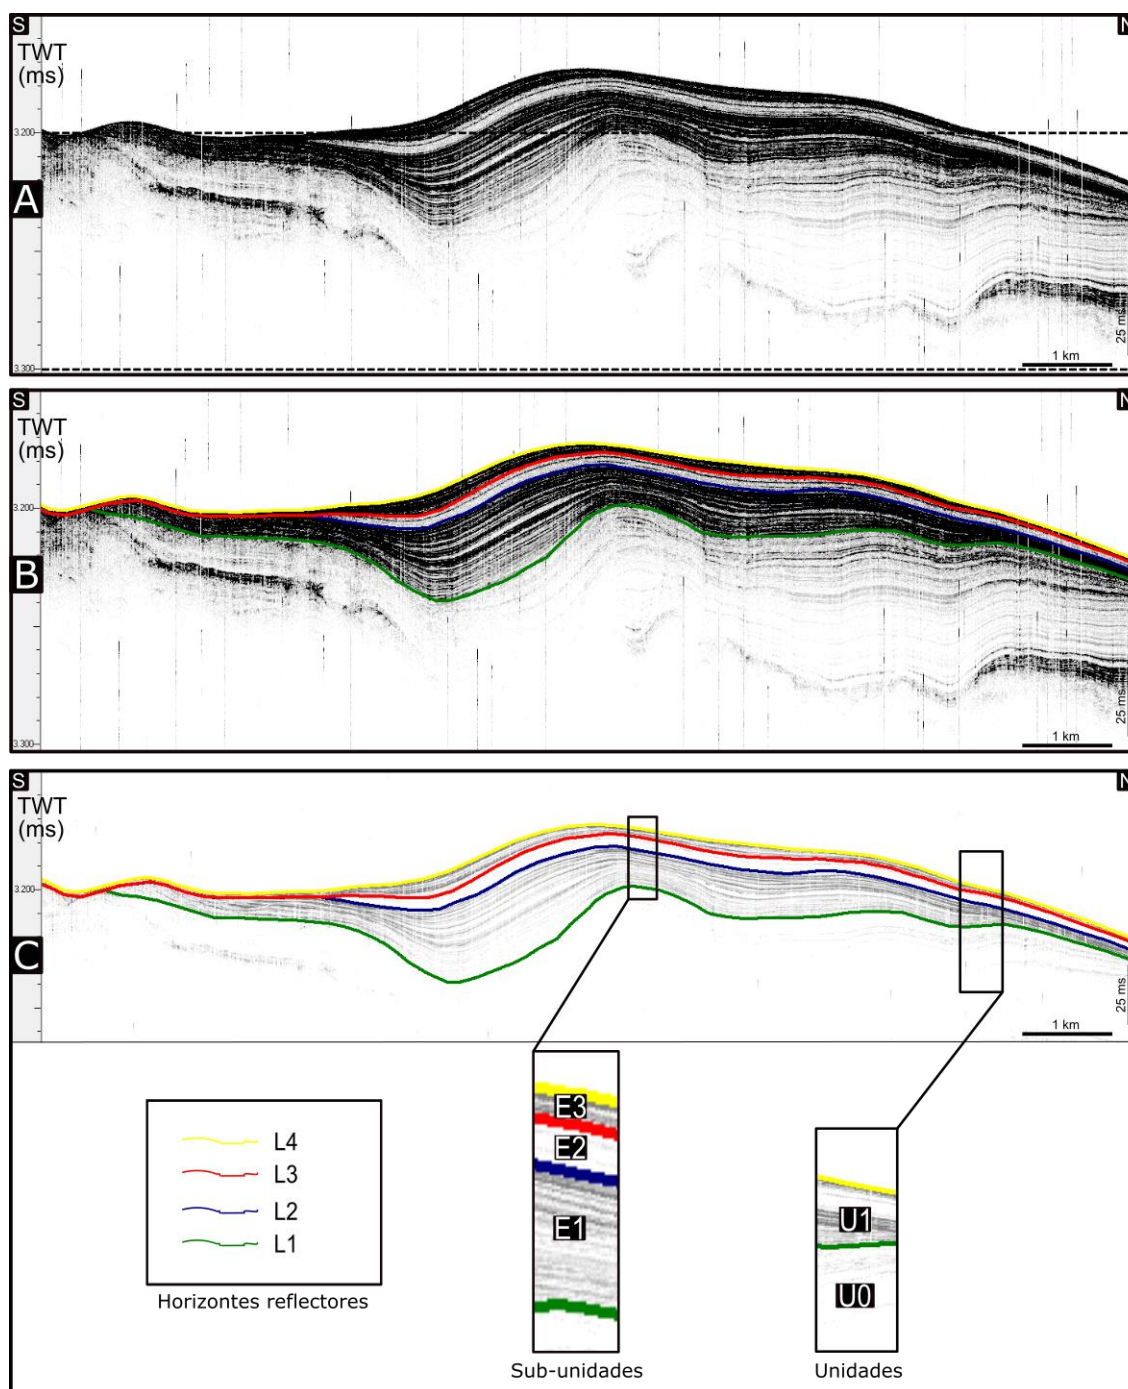 S
N
TWT
(ms)
3.200
A
25 ms
1 km
3.300
S
N
TWT
(ms)
3.200
B
25 ms
1 km
3.300
S
N
TWT
(ms)
3.200
C
25 ms
1 km
L4
L3
L2
L1
Horizontes reflectores
E3
E2
E1
Sub-unidades
U1
U0
Unidades